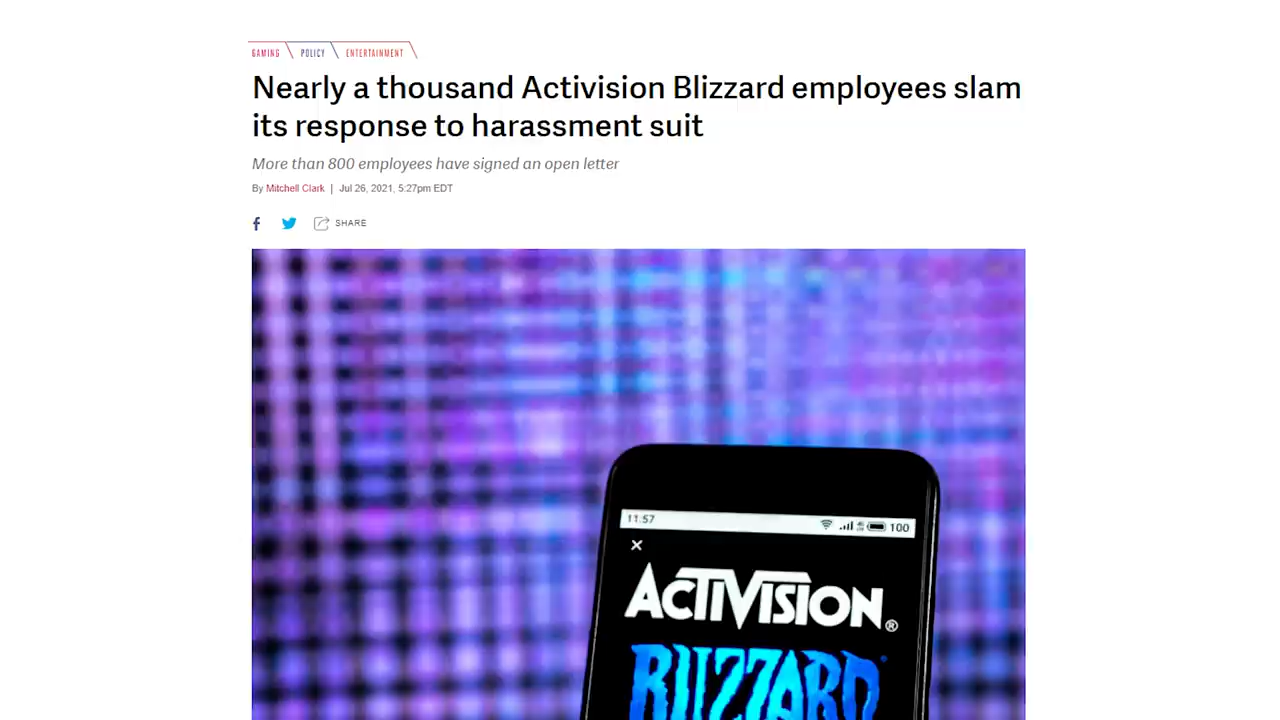 GAMING POLICY ENTERTAINMENT
Nearly a thousand Activision Blizzard employees slam
its response to harassment suit
More than 800 employees have signed an open letter
By Mitchell Clark | Jul 26, 2021, 5:27pm EDT
SHARE
11:57 100
ACTIVISION®
BLIZZARD